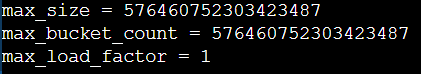 max_size = 576460752303423487
max_bucket_count = 576460752303423487
max_load_factor = 1